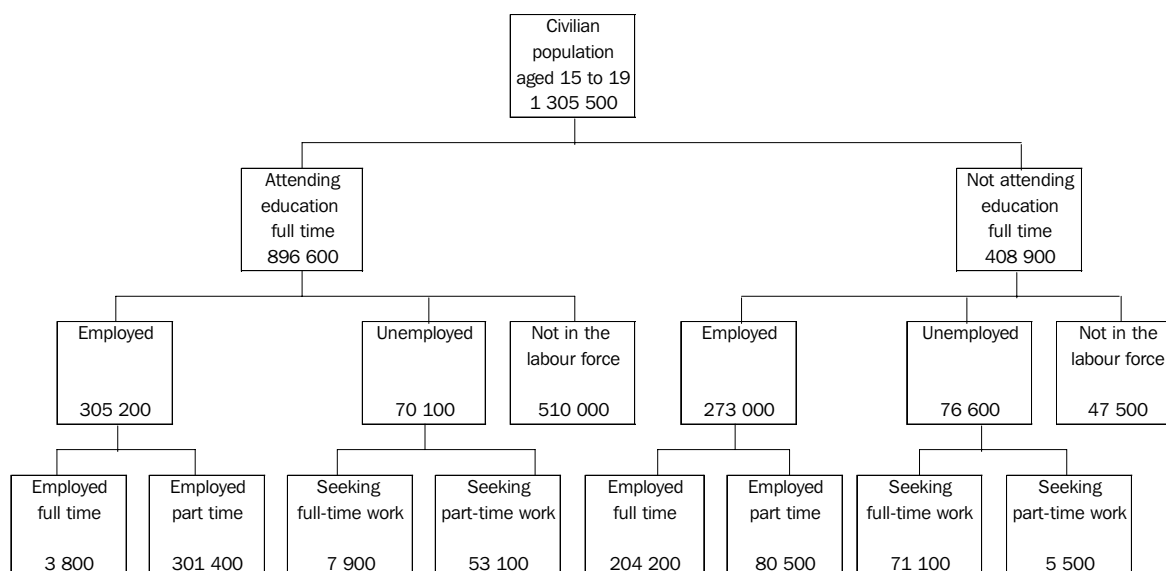 Civilian
population
aged 15 to 19
1 305 500
Attending
education
full time
896 600
Not attending
education
full time
408 900
Employed
305 200
Unemployed
70 100
Not in the
labour force
510 000
Employed
273 000
Unemployed
76 600
Not in the
labour force
47 500
Employed
full time
3 800
Employed
part time
301 400
Seeking
full-time work
7 900
Seeking
part-time work
53 100
Employed
full time
204 200
Employed
part time
80 500
Seeking
full-time work
71 100
Seeking
part-time work
5 500